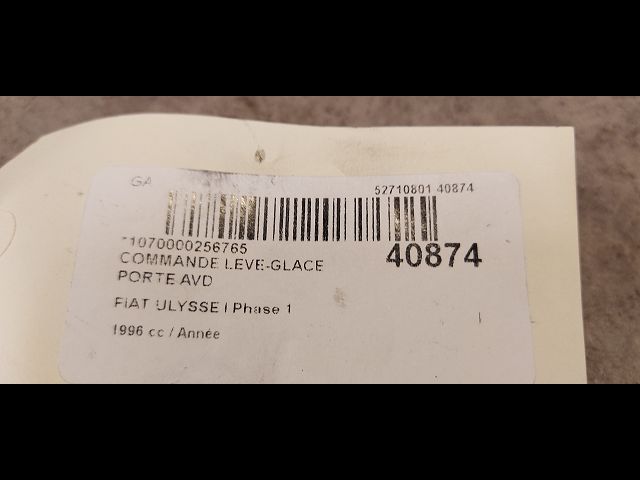 GA
52710801 40874
*1070000256765
40874
COMMANDE LEVE-GLACE
PORTE AVD
FIAT ULYSSE I Phase 1
1996 cc / Année